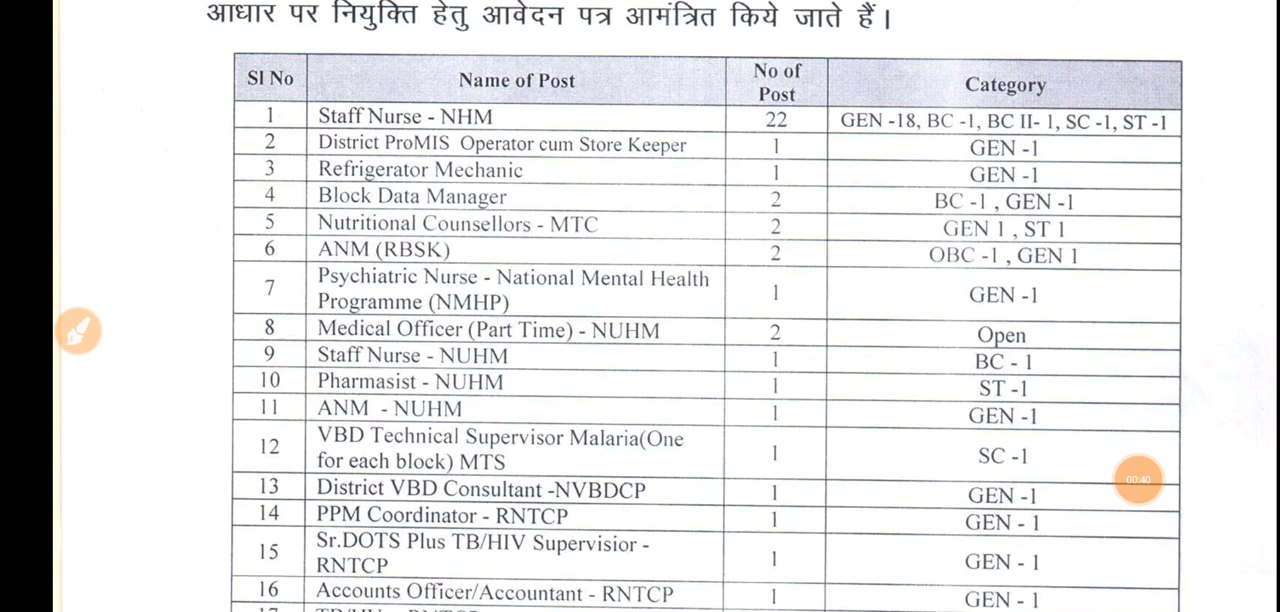 आधार पर नियुक्ति हेतु आवेदन पत्र आमंत्रित किये जाते हैं।
Sl No Name of Post No of Post Category
1 Staff Nurse - NHM 22 GEN -18, BC -1, BC II- 1, SC -1, ST -1
2 District ProMIS Operator cum Store Keeper 1 GEN -1
3 Refrigerator Mechanic 1 GEN -1
4 Block Data Manager 2 BC -1 , GEN -1
5 Nutritional Counsellors - MTC 2 GEN 1 , ST 1
6 ANM (RBSK) 2 OBC -1 , GEN 1
7 Psychiatric Nurse - National Mental Health
Programme (NMHP) 1 GEN -1
8 Medical Officer (Part Time) - NUHM 2 Open
9 Staff Nurse - NUHM 1 BC - 1
10 Pharmasist - NUHM 1 ST -1
11 ANM - NUHM 1 GEN -1
12 VBD Technical Supervisor Malaria(One
for each block) MTS 1 SC -1
13 District VBD Consultant -NVBDCP 1 GEN -1
14 PPM Coordinator - RNTCP 1 GEN - 1
15 Sr.DOTS Plus TB/HIV Supervisior -
RNTCP 1 GEN - 1
16 Accounts Officer/Accountant - RNTCP 1 GEN - 1
00:40